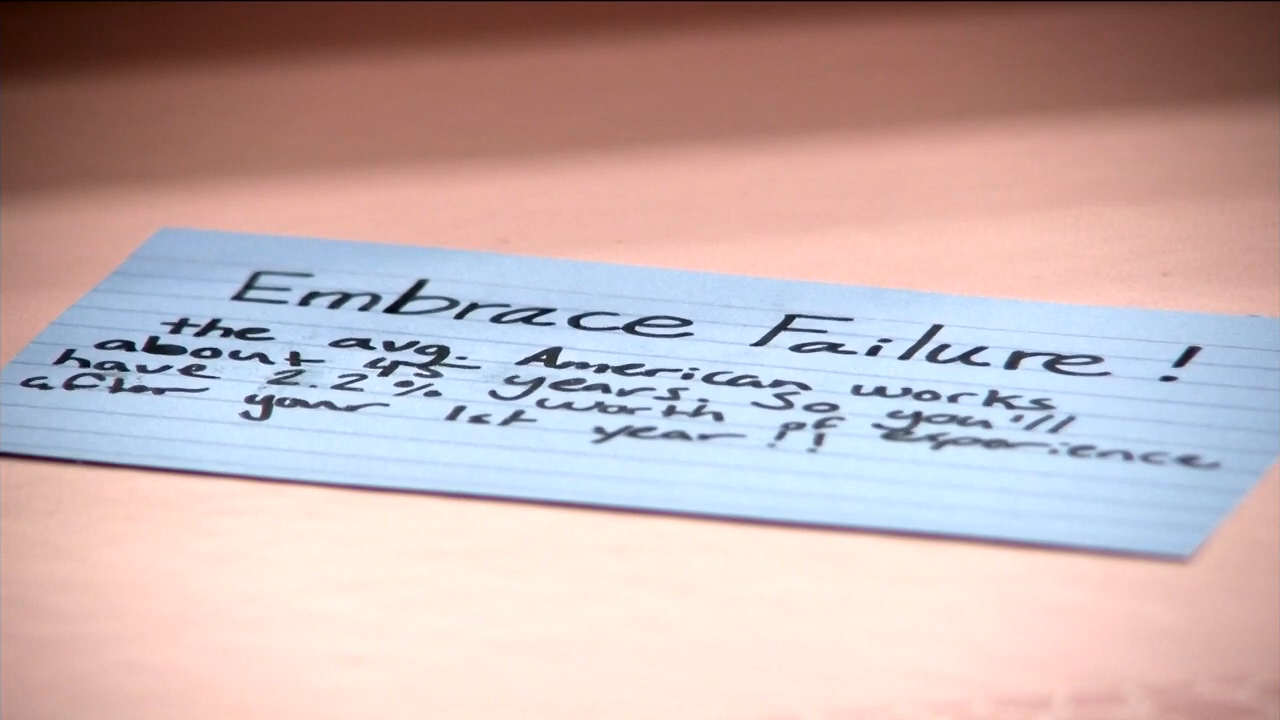 Embrace Failure!
the avg. American works
about 45 years. So you'll
have 2.2% worth of experience
after your 1st year!!